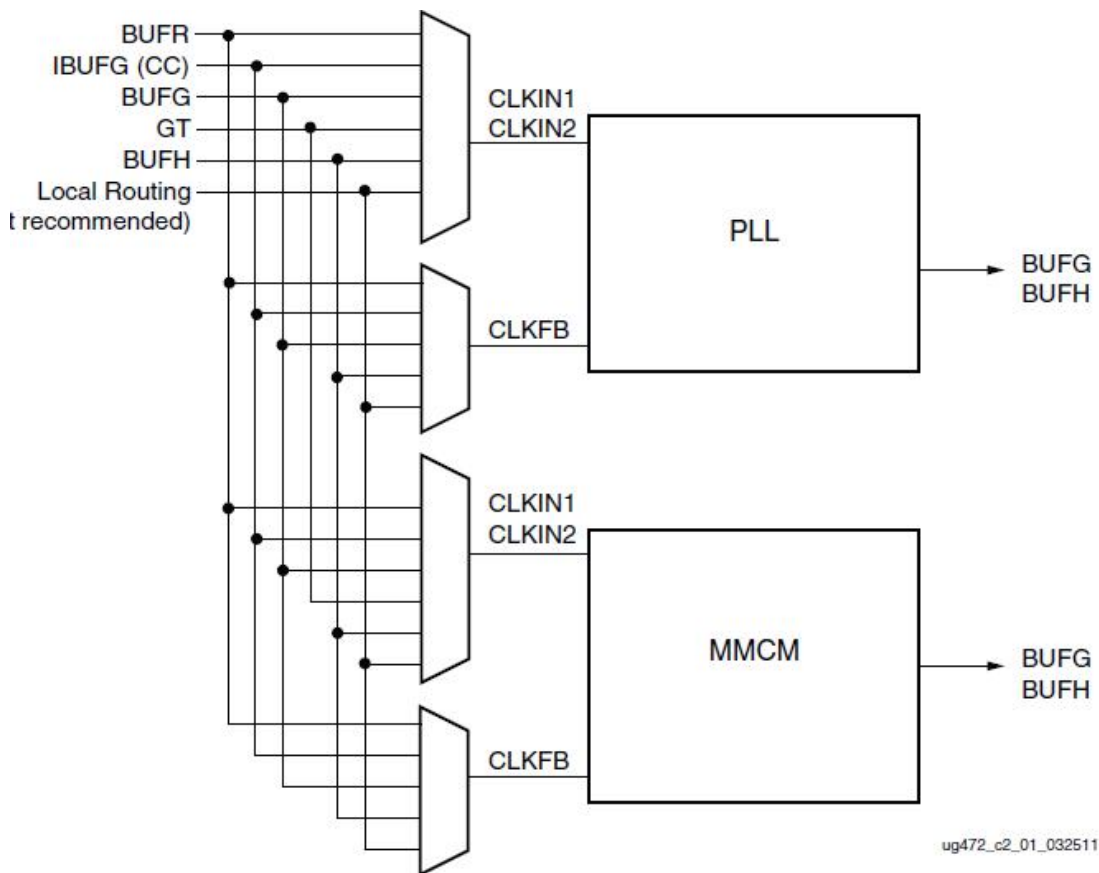 BUFR
IBUFG (CC)
BUFG
GT
BUFH
Local Routing
t recommended)
CLKIN1
CLKIN2
PLL
BUFG
BUFH
CLKFB
CLKIN1
CLKIN2
MMCM
BUFG
BUFH
CLKFB
ug472_c2_01_032511